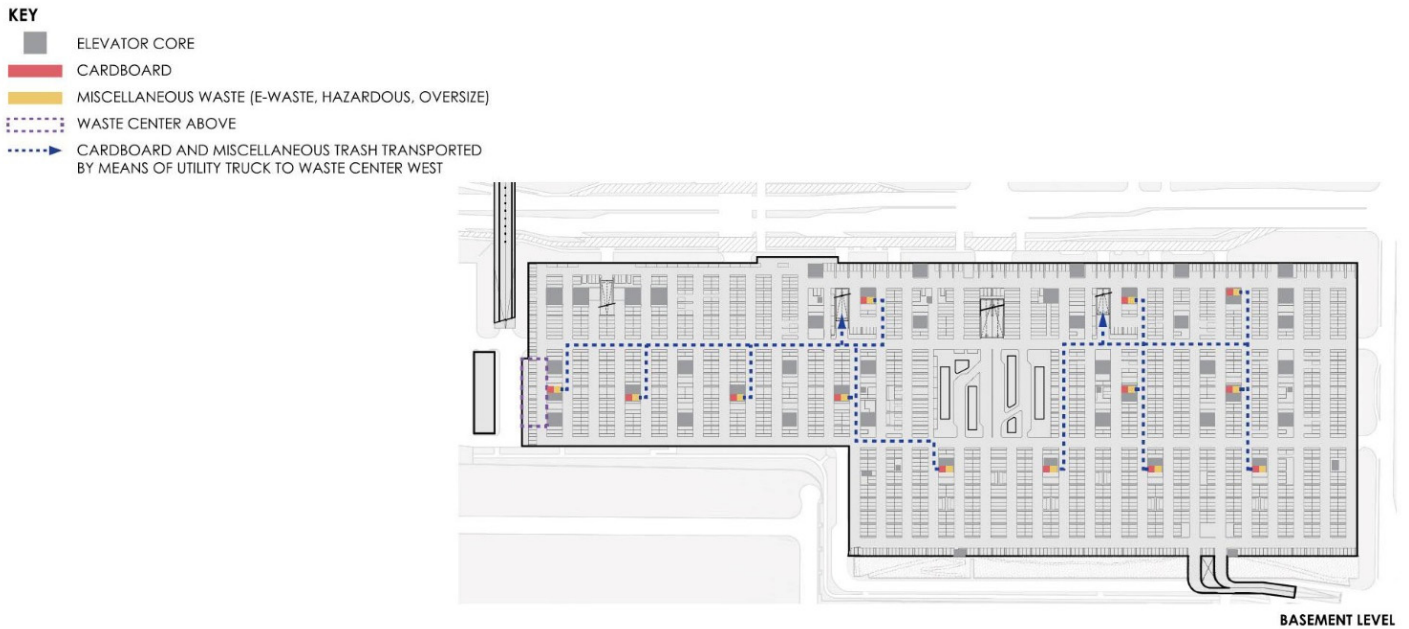 KEY
ELEVATOR CORE
CARDBOARD
MISCELLANEOUS WASTE (E-WASTE, HAZARDOUS, OVERSIZE)
WASTE CENTER ABOVE
CARDBOARD AND MISCELLANEOUS TRASH TRANSPORTED
BY MEANS OF UTILITY TRUCK TO WASTE CENTER WEST
BASEMENT LEVEL